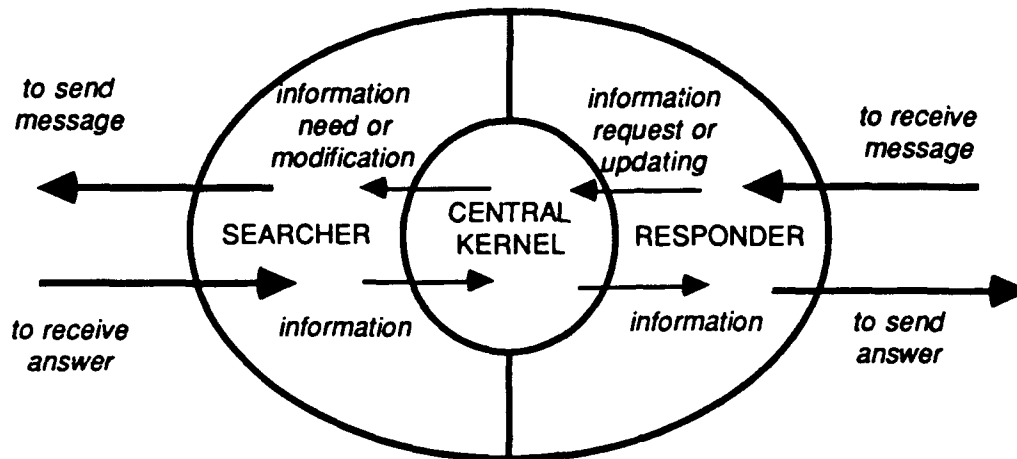 to send
message
information
need or
modification
information
request or
updating
to receive
message
SEARCHER
CENTRAL
KERNEL
RESPONDER
to receive
answer
information
information
to send
answer